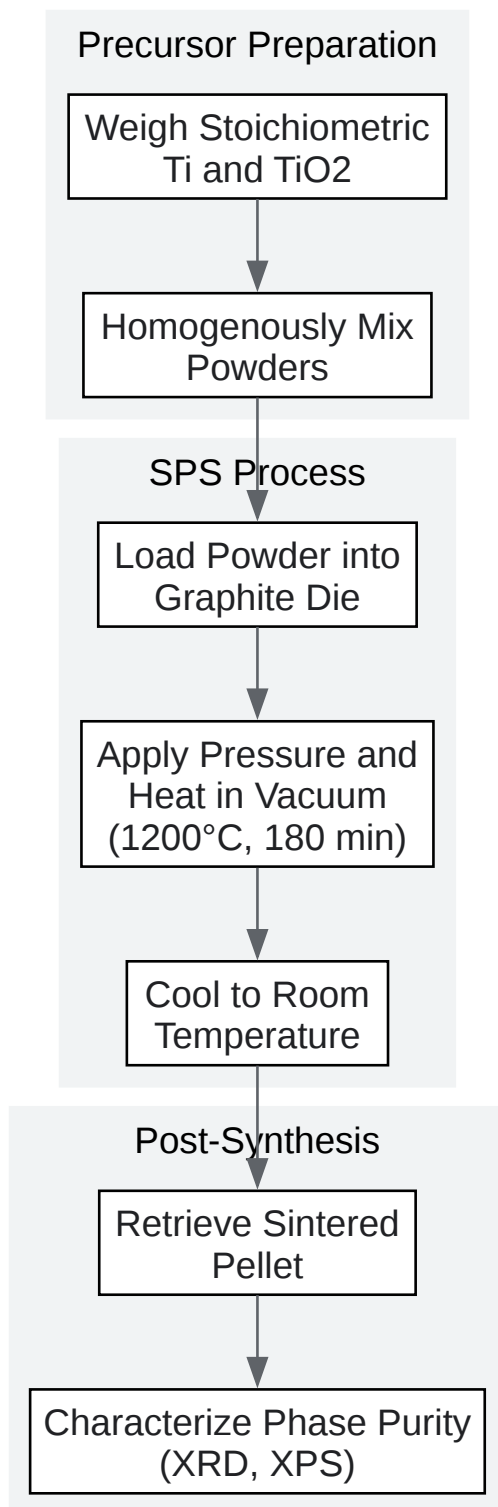 Precursor Preparation
Weigh Stoichiometric
Ti and TiO2
Homogenously Mix
Powders
SPS Process
Load Powder into
Graphite Die
Apply Pressure and
Heat in Vacuum
(1200°C, 180 min)
Cool to Room
Temperature
Post-Synthesis
Retrieve Sintered
Pellet
Characterize Phase Purity
(XRD, XPS)